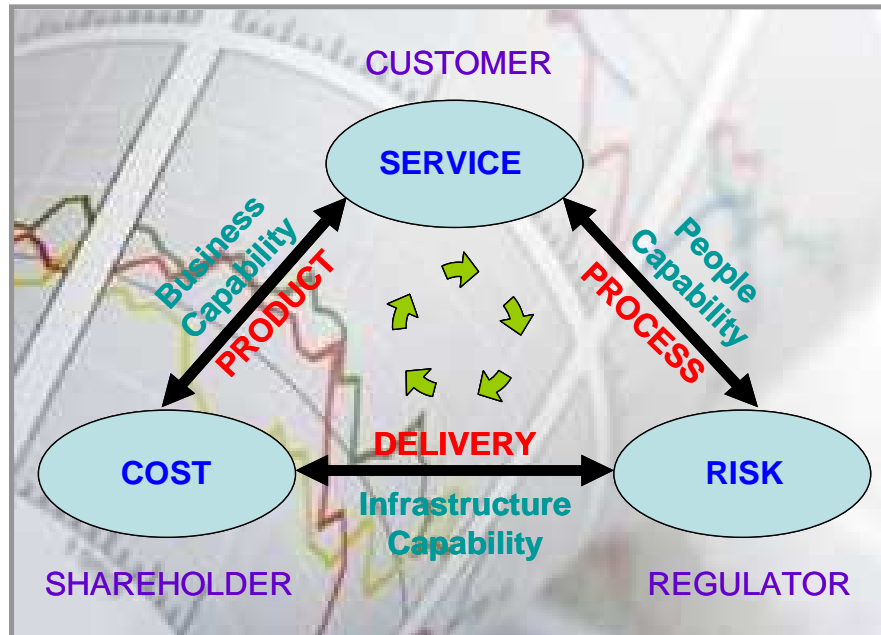 CUSTOMER
SERVICE
Business
Capability
PRODUCT
People
Capability
PROCESS
DELIVERY
COST
RISK
Infrastructure
Capability
SHAREHOLDER
REGULATOR